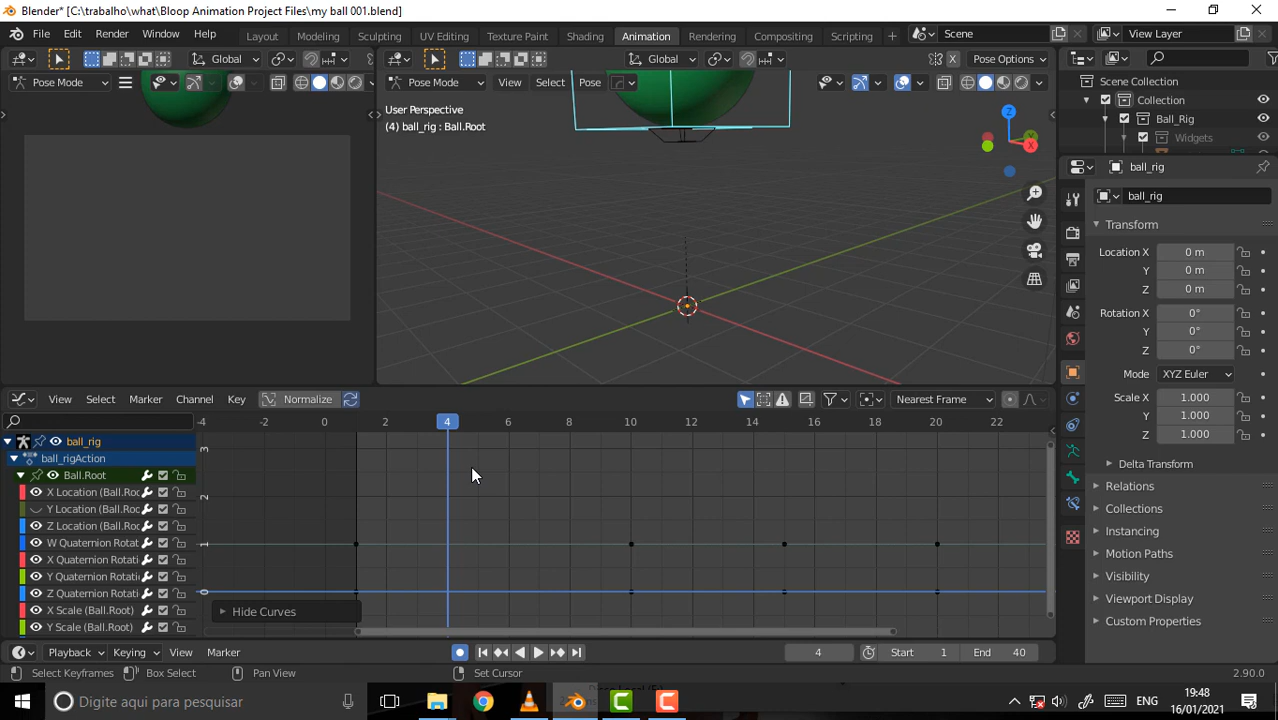 Blender* [C:\trabalho\what\Bloop Animation Project Files\my ball 001.blend]
File Edit Render Window Help Layout Modeling Sculpting UV Editing Texture Paint Shading Animation Rendering Compositing Scripting + Scene View Layer
Global Global Pose Options
Pose Mode Pose Mode View Select Pose
User Perspective
(4) ball_rig : Ball.Root
Z
X
Scene Collection
Collection
Ball_Rig
Widgets
ball_rig
ball_rig
Transform
Location X 0 m
Y 0 m
Z 0 m
Rotation X 0°
Y 0°
Z 0°
Mode XYZ Euler
Scale X 1.000
Y 1.000
Z 1.000
Delta Transform
Relations
Collections
Instancing
Motion Paths
Visibility
Viewport Display
Custom Properties
View Select Marker Channel Key Normalize Nearest Frame
-4 0 2 4 6 8 10 12 14 16 18 20 22
3
2
1
0
ball_rig
ball_rigAction
Ball.Root
X Location (Ball.Roo
Y Location (Ball.Roo
Z Location (Ball.Roo
W Quaternion Rotat
X Quaternion Rotati
Y Quaternion Rotati
Z Quaternion Rotati
X Scale (Ball.Root)
Y Scale (Ball.Root)
Hide Curves
Playback Keying View Marker 4 Start 1 End 40
Select Keyframes Box Select Pan View Set Cursor 2.90.0
Digite aqui para pesquisar
ENG
19:48
16/01/2021